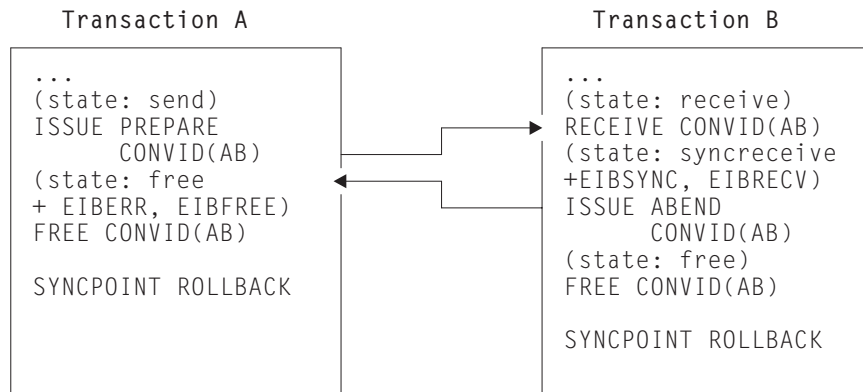 Transaction A
...
(state: send)
ISSUE PREPARE
CONVID(AB)
(state: free
+ EIBERR, EIBFREE)
FREE CONVID(AB)
SYNCPOINT ROLLBACK
Transaction B
...
(state: receive)
RECEIVE CONVID(AB)
(state: syncreceive
+EIBSYNC, EIBRECV)
ISSUE ABEND
CONVID(AB)
(state: free)
FREE CONVID(AB)
SYNCPOINT ROLLBACK